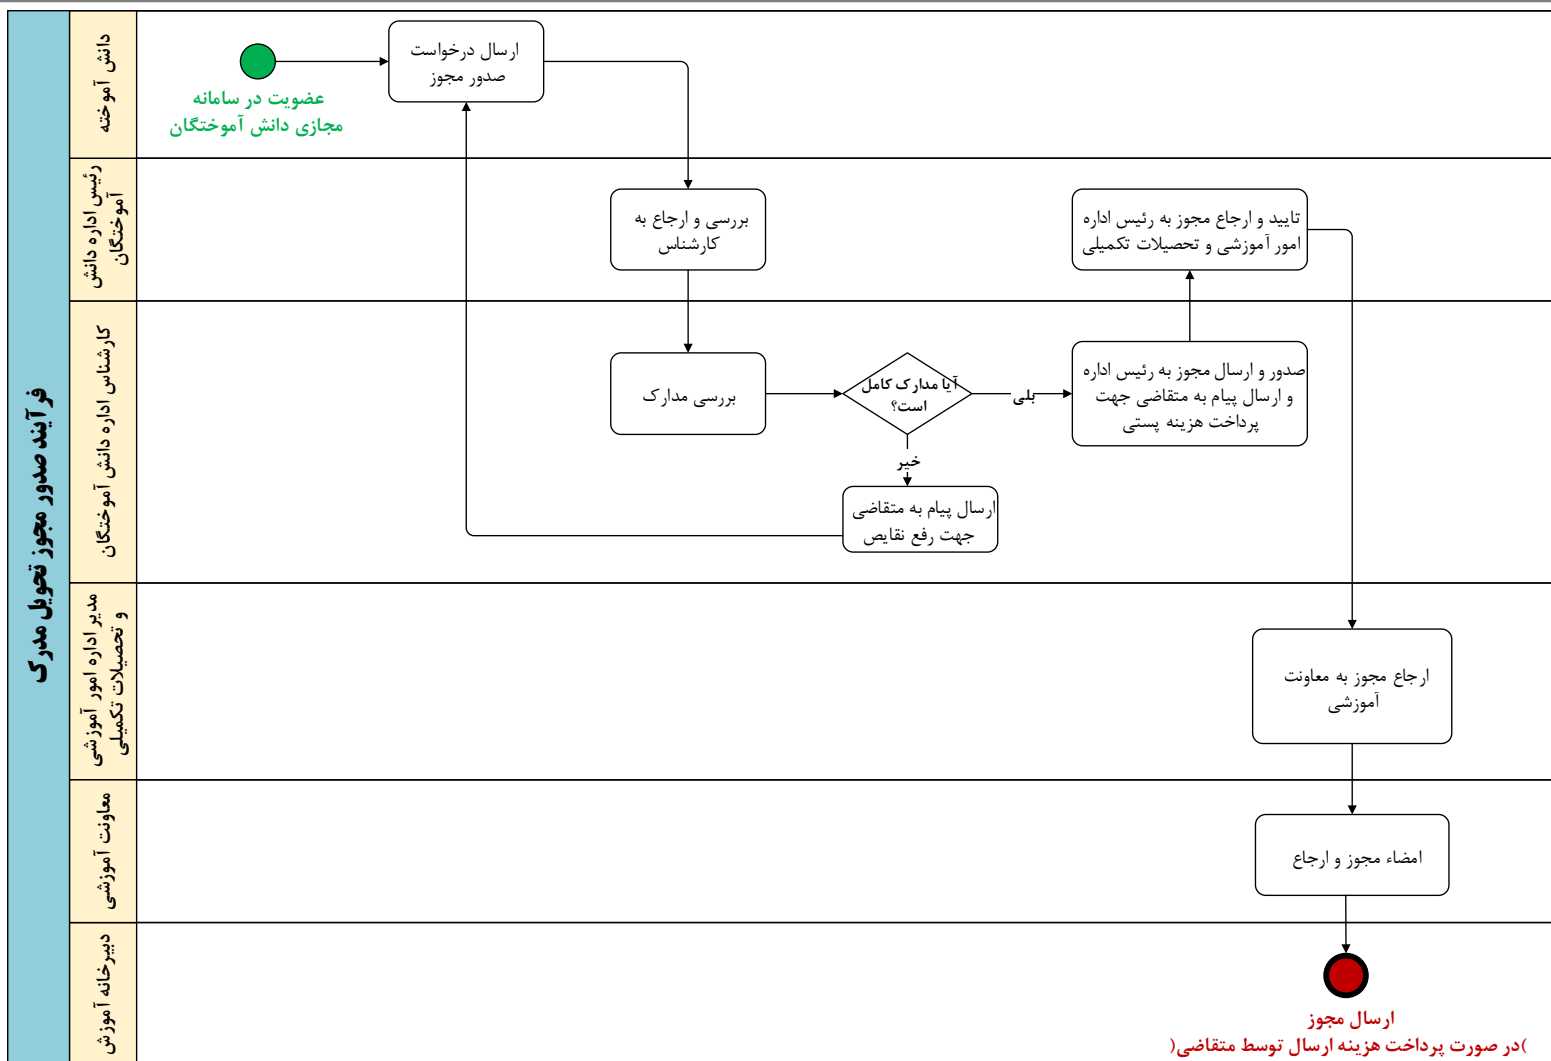 فرآیند صدور مجوز تحویل مدرک
دانش آموخته
ارسال درخواست
صدور مجوز
عضویت در سامانه
مجازی دانش آموختگان
رئیس اداره دانش
آموختگان
بررسی و ارجاع به
کارشناس
تایید و ارجاع مجوز به رئیس اداره
امور آموزشی و تحصیلات تکمیلی
کارشناس اداره دانش آموختگان
بررسی مدارک
آیا مدارک کامل
است؟
بلی
صدور و ارسال مجوز به رئیس اداره
و ارسال پیام به متقاضی جهت
پرداخت هزینه پستی
خیر
ارسال پیام به متقاضی
جهت رفع نقایص
مدیر اداره امور آموزشی
و تحصیلات تکمیلی
ارجاع مجوز به معاونت
آموزشی
معاونت آموزشی
امضاء مجوز و ارجاع
دبیرخانه آموزش
ارسال مجوز
(در صورت پرداخت هزینه ارسال توسط متقاضی)